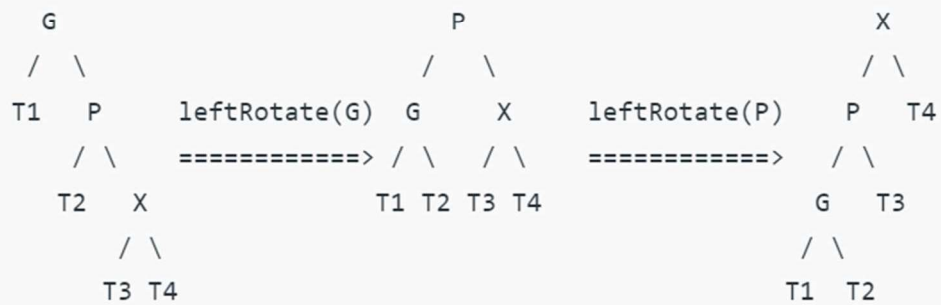 G P X
/ \ / \ / \
T1 P leftRotate(G) G X leftRotate(P) P T4
/ \ ============> / \ / \ ============> / \
T2 X T1 T2 T3 T4 G T3
/ \ / \
T3 T4 T1 T2